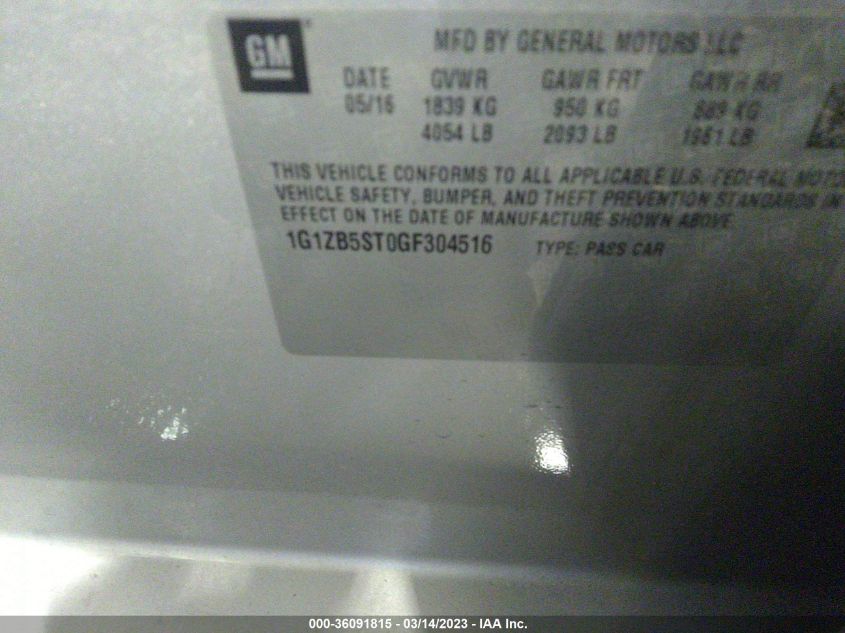 GM
MFD BY GENERAL MOTORS LLC
DATE GVWR GAWR FRT GAWR RR
05/16 1839 KG 950 KG 889 KG
4054 LB 2093 LB 1961 LB
THIS VEHICLE CONFORMS TO ALL APPLICABLE U.S. FEDERAL MOTO
VEHICLE SAFETY, BUMPER, AND THEFT PREVENTION STANDARDS IN
EFFECT ON THE DATE OF MANUFACTURE SHOWN ABOVE.
1G1ZB5ST0GF304516 TYPE: PASS CAR
000-36091815 - 03/14/2023 - IAA Inc.